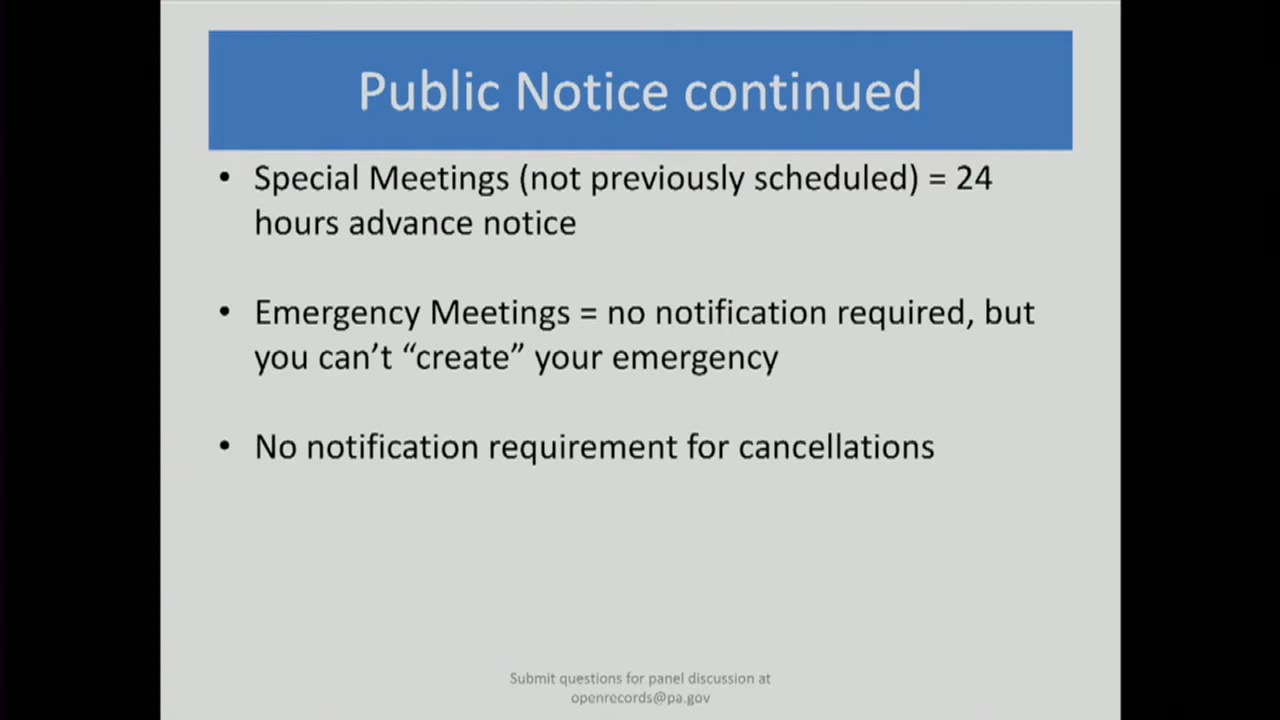 Public Notice continued
• Special Meetings (not previously scheduled) = 24
hours advance notice
• Emergency Meetings = no notification required, but
you can’t “create” your emergency
• No notification requirement for cancellations
Submit questions for panel discussion at
openrecords@pa.gov